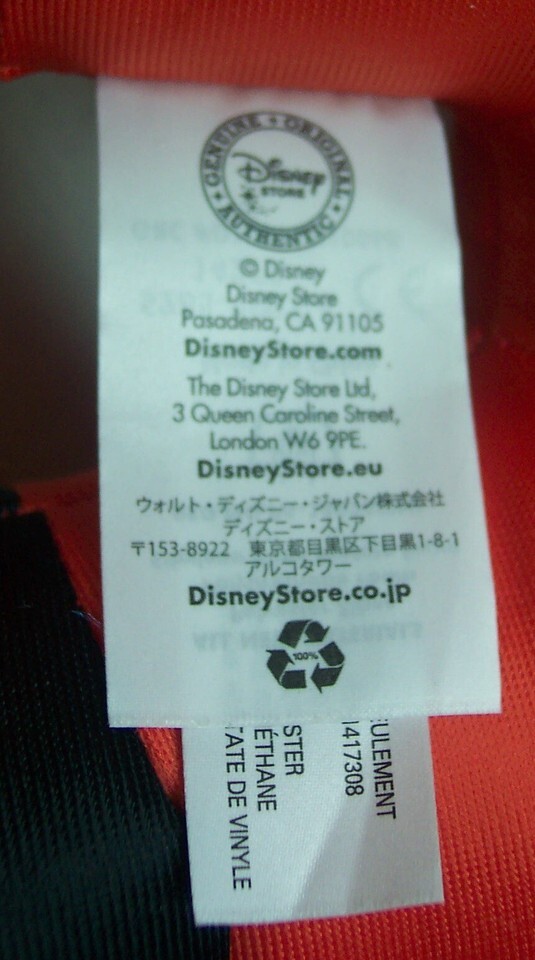 GENUINE • ORIGINAL • AUTHENTIC •
Disney
STORE
© Disney
Disney Store
Pasadena, CA 91105
DisneyStore.com
The Disney Store Ltd,
3 Queen Caroline Street,
London W6 9PE.
DisneyStore.eu
ウォルト・ディズニー・ジャパン株式会社
ディズニー・ストア
〒153-8922 東京都目黒区下目黒1-8-1
アルコタワー
DisneyStore.co.jp
100%
ULEMENT
1417308
STER
ÉTHANE
TATE DE VINYLE